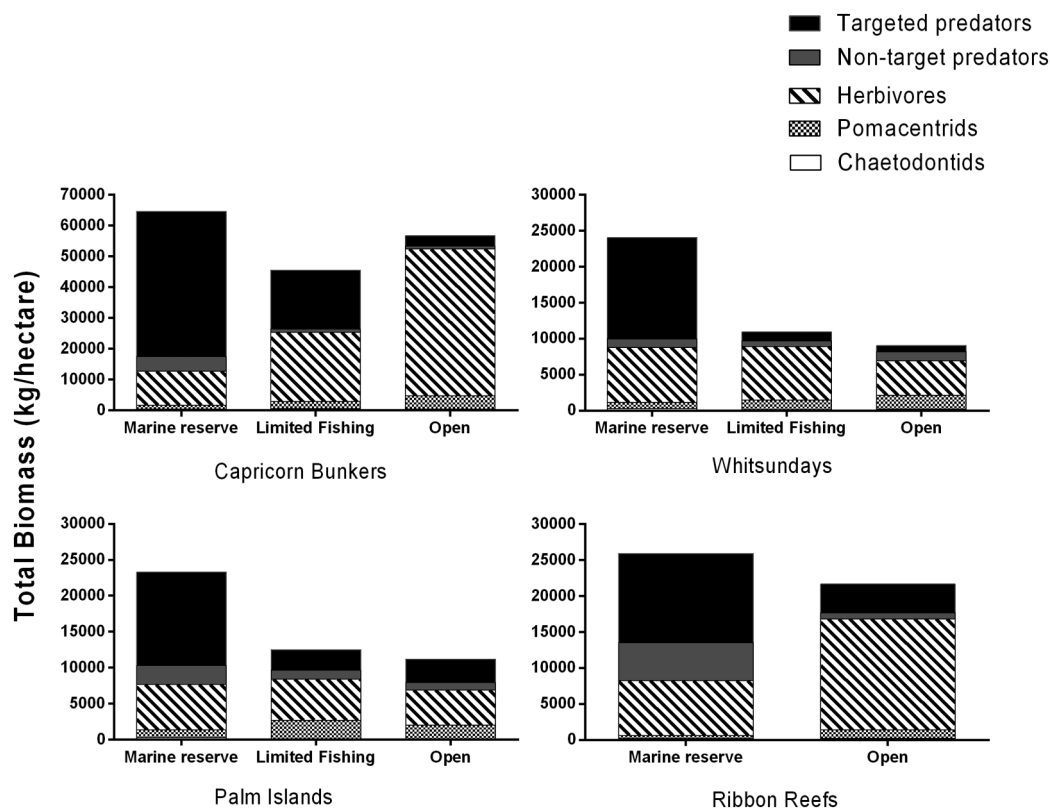 Targeted predators
Non-target predators
Herbivores
Pomacentrids
Chaetodontids
Total Biomass (kg/hectare)
70000
60000
50000
40000
30000
20000
10000
0
Marine reserve Limited Fishing Open
Capricorn Bunkers
30000
25000
20000
15000
10000
5000
0
Marine reserve Limited Fishing Open
Whitsundays
30000
25000
20000
15000
10000
5000
0
Marine reserve Limited Fishing Open
Palm Islands
30000
25000
20000
15000
10000
5000
0
Marine reserve Open
Ribbon Reefs